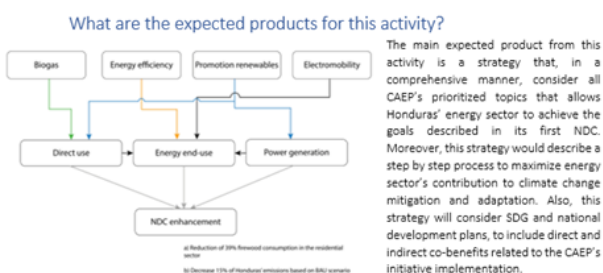 What are the expected products for this activity?
Biogas
Energy efficiency
Promotion renewables
Electromobility
Direct use
Energy end-use
Power generation
NDC enhancement
a) Reduction of 39% firewood consumption in the residential
sector
b) Decrease 15% of Honduras' emissions based on BAU scenario
The main expected product from this
activity is a strategy that, in a
comprehensive manner, consider all
CAEP's prioritized topics that allows
Honduras' energy sector to achieve the
goals described in its first NDC.
Moreover, this strategy would describe a
step by step process to maximize energy
sector's contribution to climate change
mitigation and adaptation. Also, this
strategy will consider SDG and national
development plans, to include direct and
indirect co-benefits related to the CAEP's
initiative implementation.